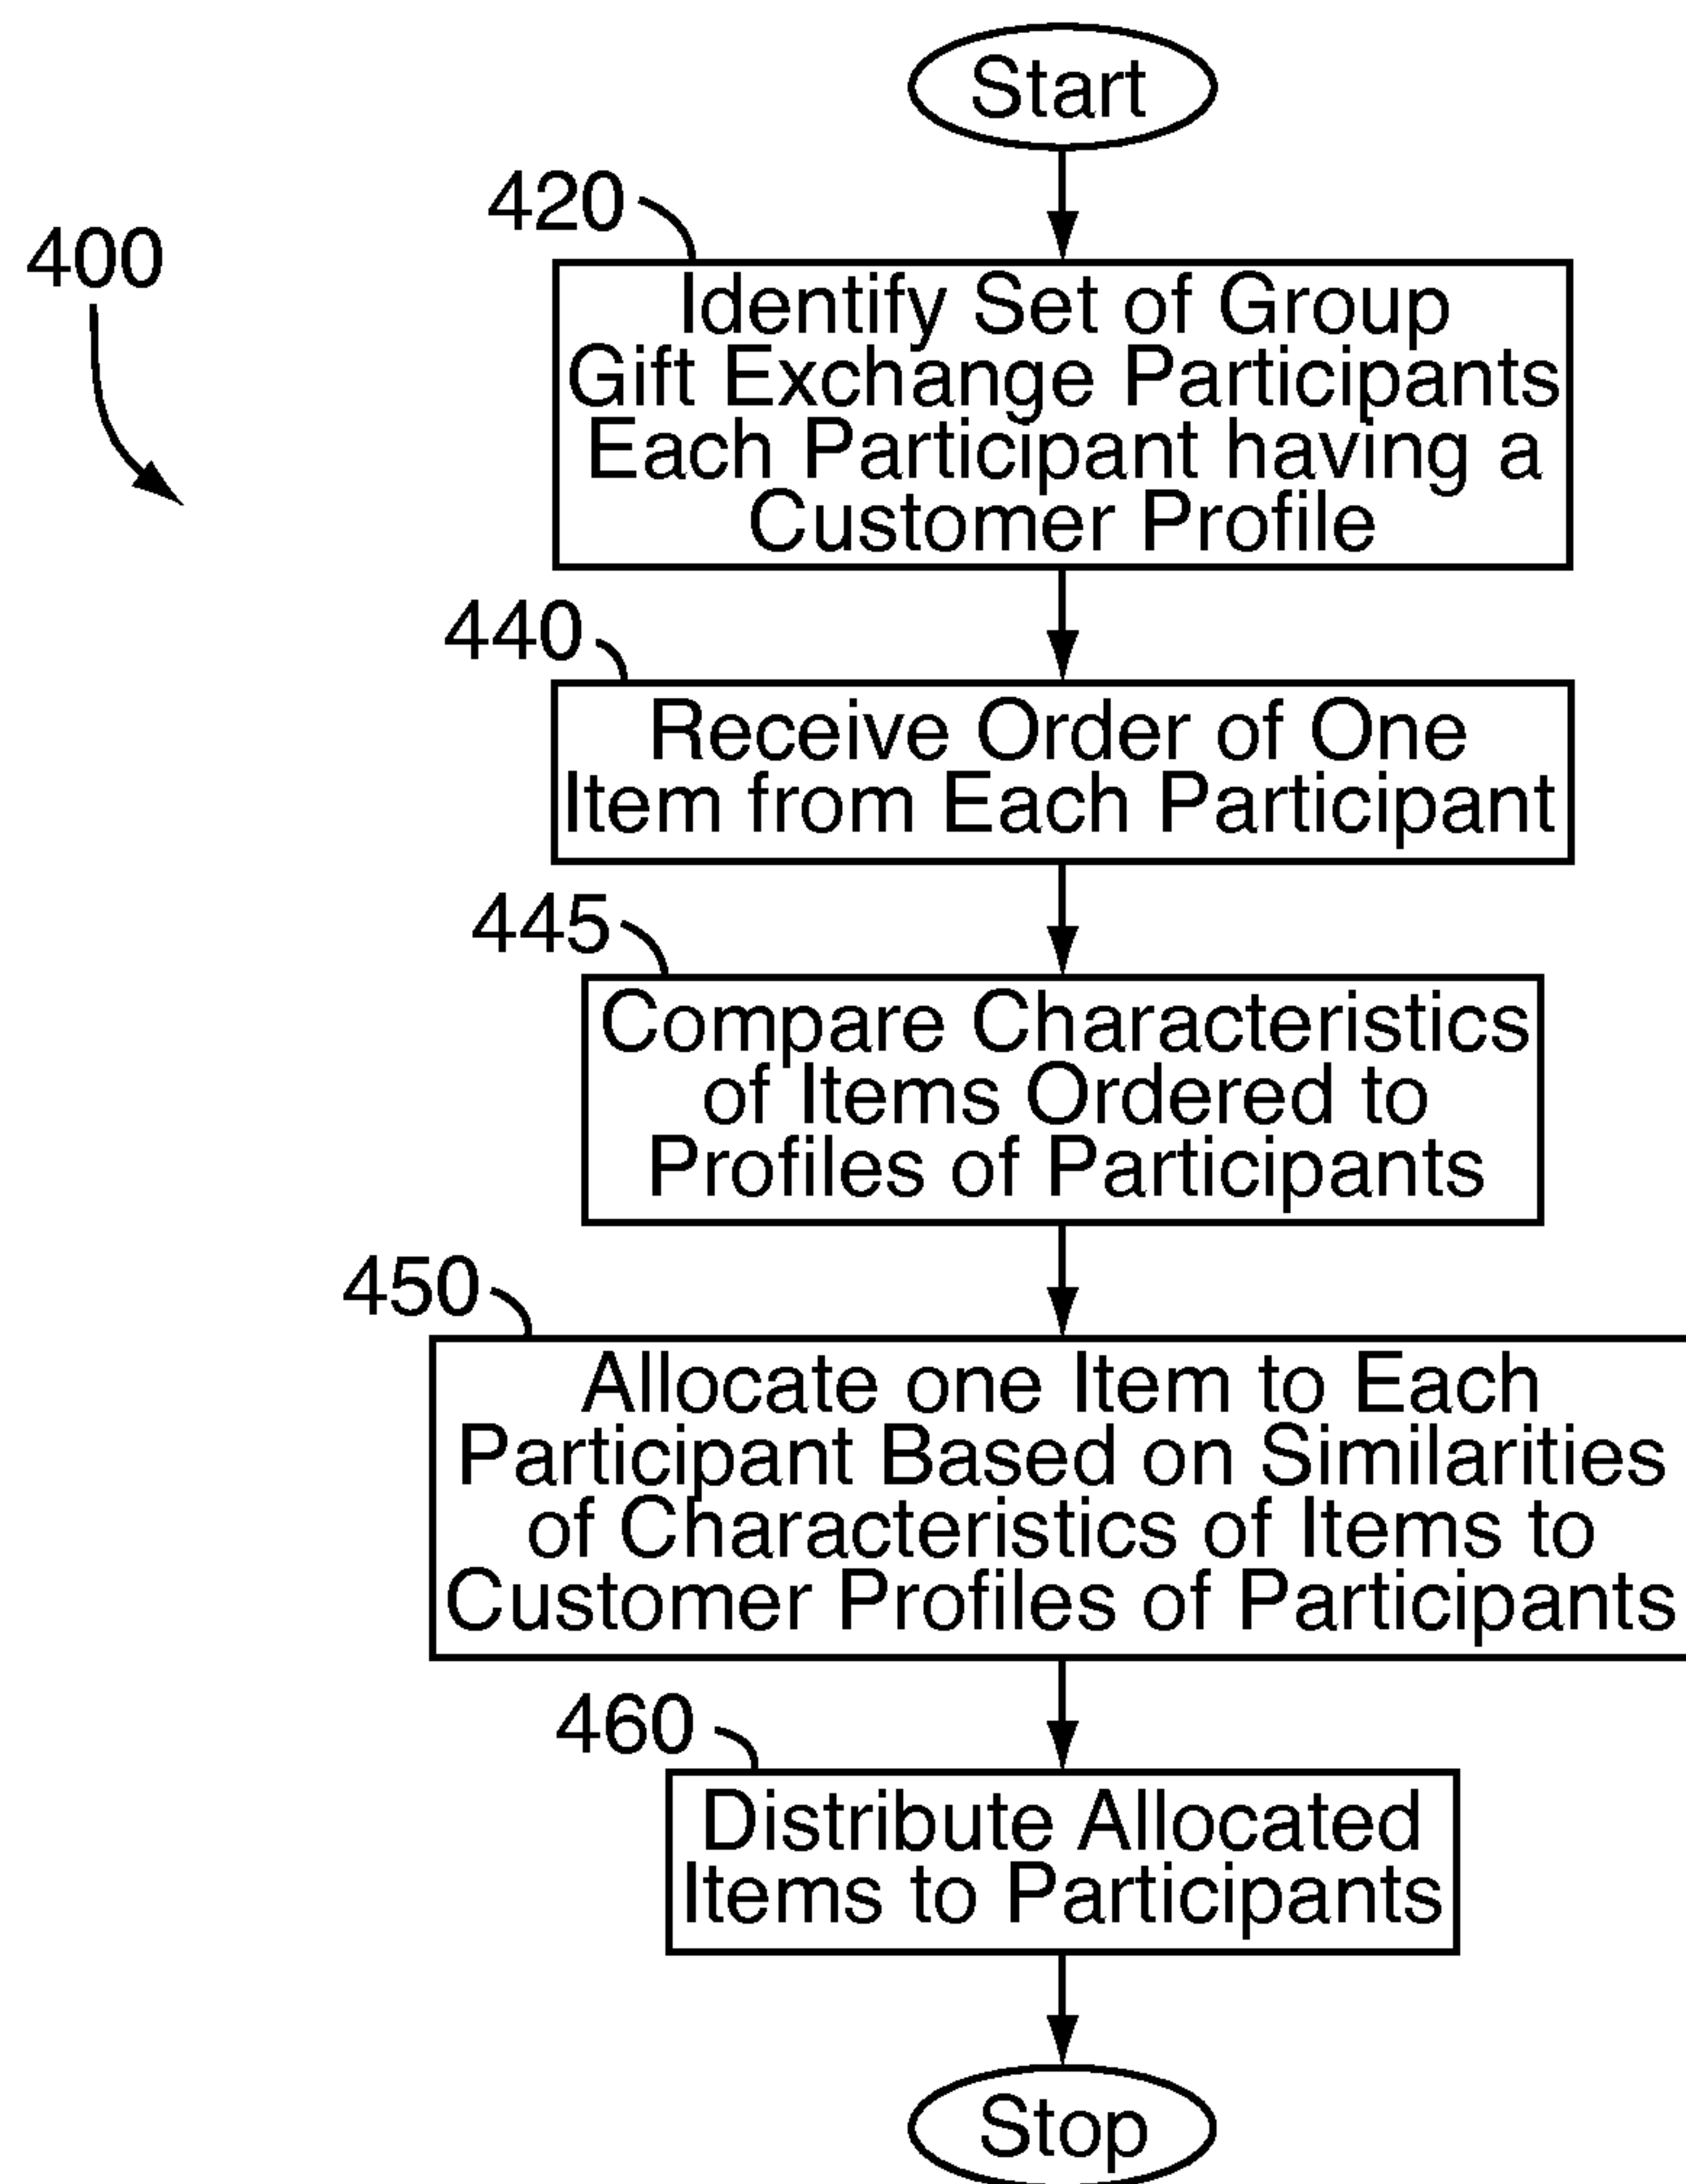 Start
420
400
Identify Set of Group
Gift Exchange Participants
Each Participant having a
Customer Profile
440
Receive Order of One
Item from Each Participant
445
Compare Characteristics
of Items Ordered to
Profiles of Participants
450
Allocate one Item to Each
Participant Based on Similarities
of Characteristics of Items to
Customer Profiles of Participants
460
Distribute Allocated
Items to Participants
Stop